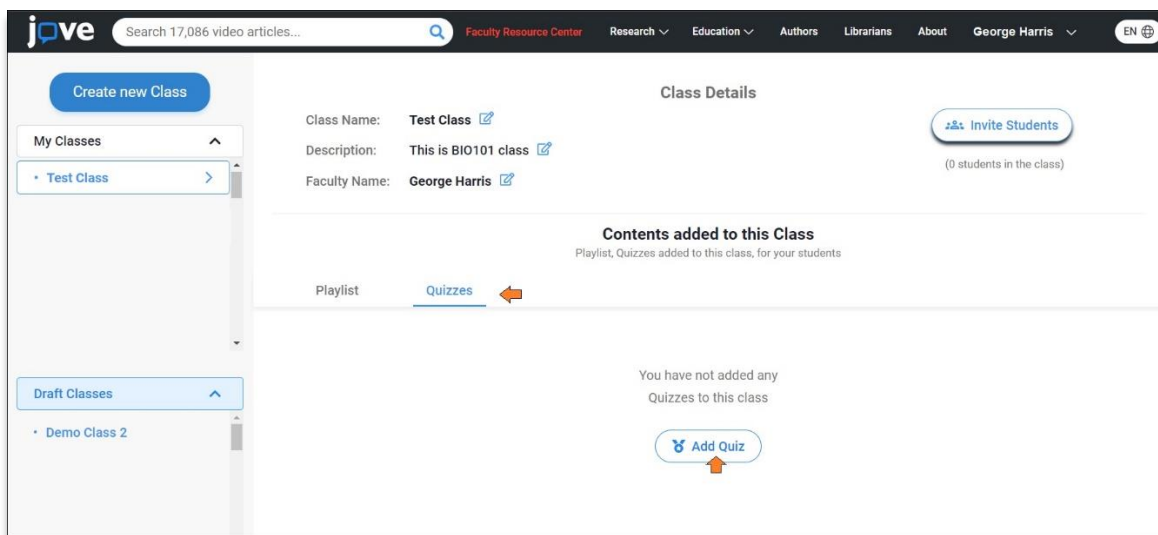 jove Search 17,086 video articles... Faculty Resource Center Research Education Authors Librarians About George Harris EN
Create new Class
My Classes
• Test Class
Draft Classes
• Demo Class 2
Class Details
Class Name: Test Class
Description: This is BIO101 class
Faculty Name: George Harris
Invite Students
(0 students in the class)
Contents added to this Class
Playlist, Quizzes added to this class, for your students
Playlist Quizzes
You have not added any
Quizzes to this class
Add Quiz